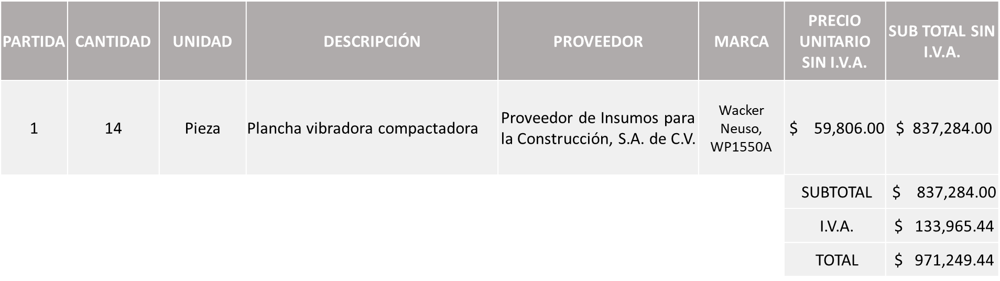 PARTIDA CANTIDAD UNIDAD DESCRIPCIÓN PROVEEDOR MARCA
PRECIO
UNITARIO
SIN I.V.A.
SUB TOTAL SIN
I.V.A.
1 14 Pieza Plancha vibradora compactadora
Proveedor de Insumos para
la Construcción, S.A. de C.V.
Wacker
Neuso,
WP1550A
$ 59,806.00 $ 837,284.00
SUBTOTAL $ 837,284.00
I.V.A. $ 133,965.44
TOTAL $ 971,249.44